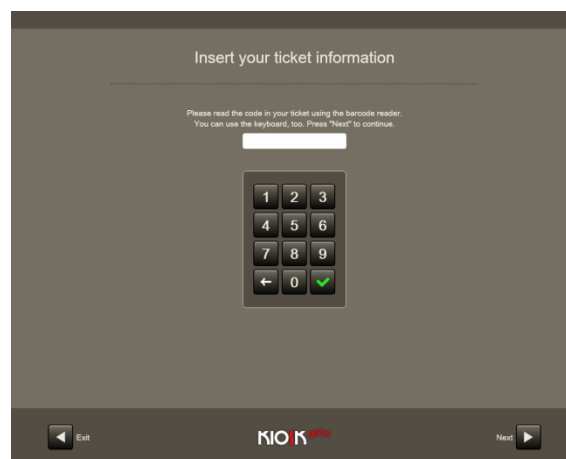 Insert your ticket information
Please read the code in your ticket using the barcode reader.
You can use the keyboard, too. Press "Next" to continue.
1 2 3
4 5 6
7 8 9
0
Exit
KIOSK
Next